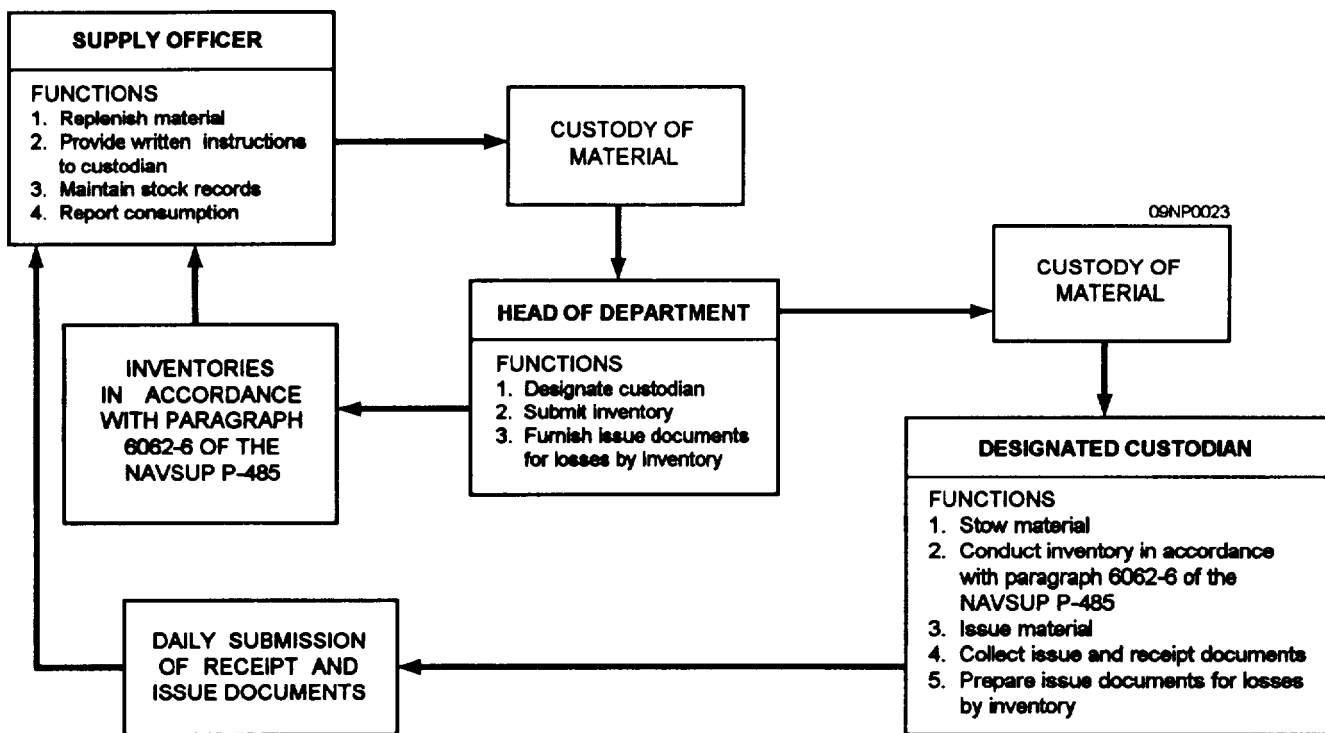 SUPPLY OFFICER
FUNCTIONS
1. Replenish material
2. Provide written instructions
to custodian
3. Maintain stock records
4. Report consumption
CUSTODY OF
MATERIAL
09NP0023
CUSTODY OF
MATERIAL
HEAD OF DEPARTMENT
FUNCTIONS
1. Designate custodian
2. Submit inventory
3. Furnish issue documents
for losses by inventory
INVENTORIES
IN ACCORDANCE
WITH PARAGRAPH
6062-6 OF THE
NAVSUP P-485
DESIGNATED CUSTODIAN
FUNCTIONS
1. Stow material
2. Conduct inventory in accordance
with paragraph 6062-6 of the
NAVSUP P-485
3. Issue material
4. Collect issue and receipt documents
5. Prepare issue documents for losses
by inventory
DAILY SUBMISSION
OF RECEIPT AND
ISSUE DOCUMENTS